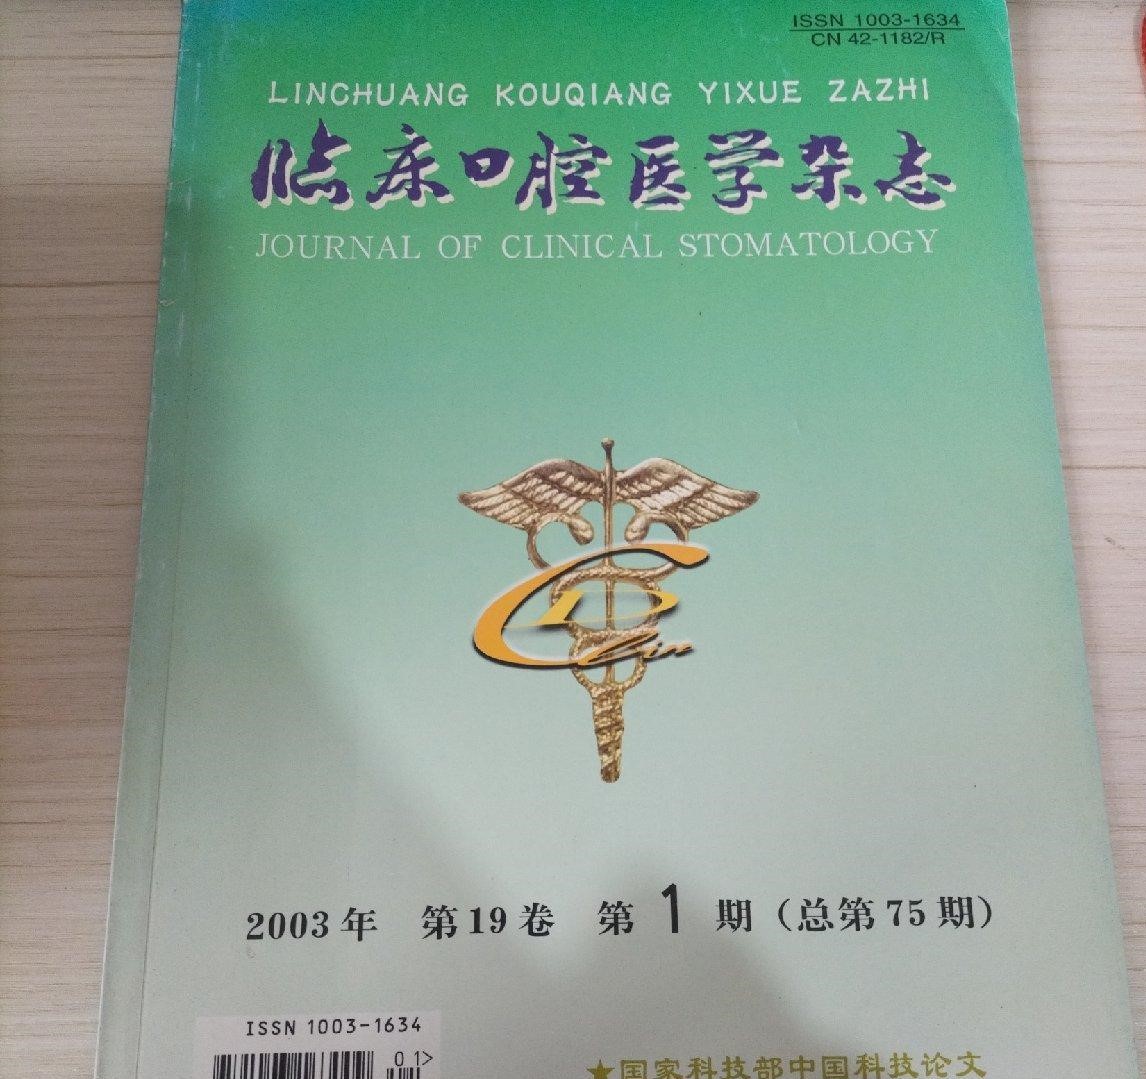 ISSN 1003-1634
CN 42-1182/R
LINCHUANG KOUQIANG YIXUE ZAZHI
临床口腔医学杂志
JOURNAL OF CLINICAL STOMATOLOGY
CD
lin
2003年 第19卷 第1期(总第75期)
ISSN 1003-1634
01>
★国家科技部中国科技论文